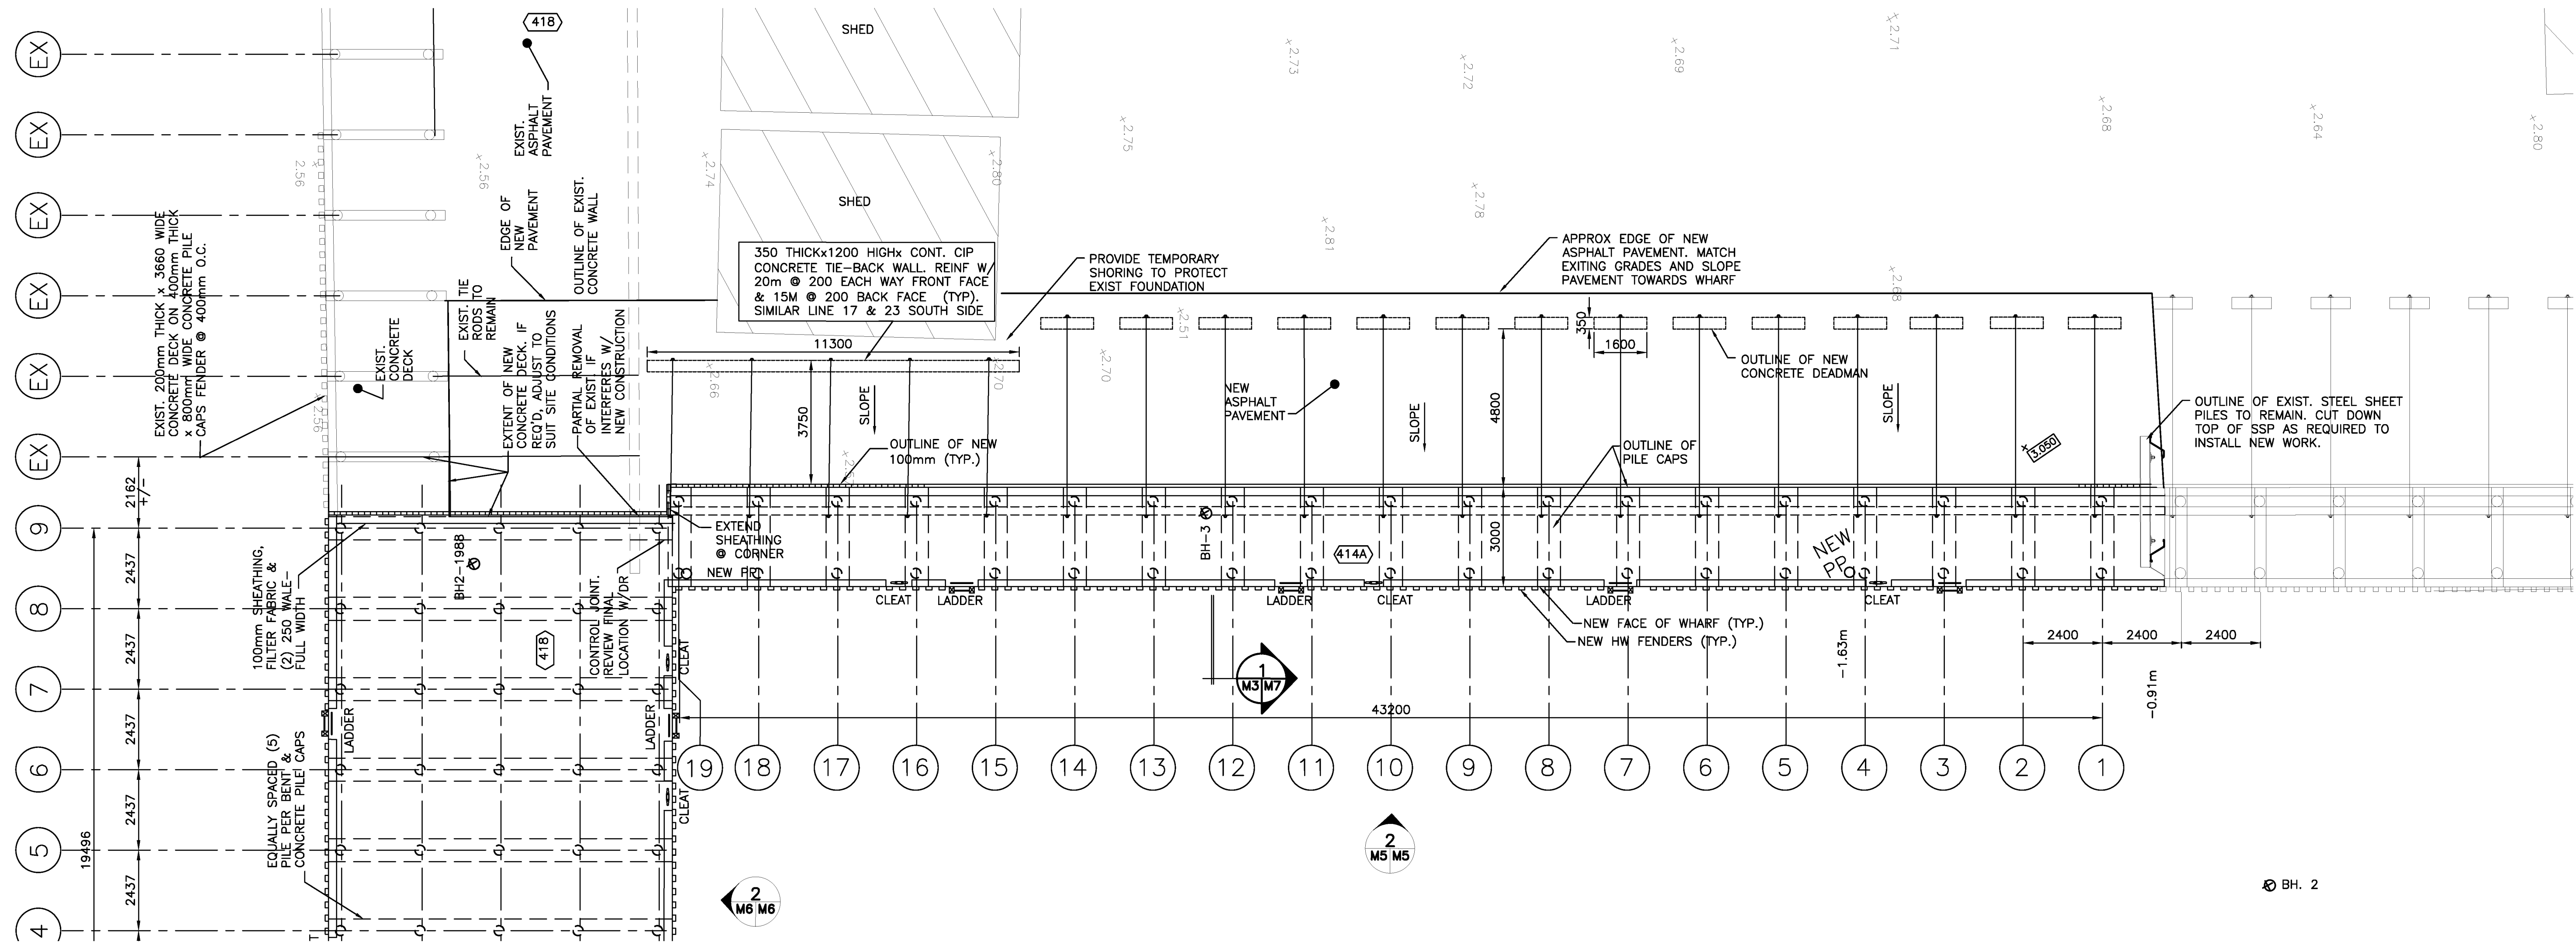 EX
EX
EX
EX
EX
EX
9
8
7
6
5
4
2162
+/-
2437
2437
2437
2437
2437
19496
418
EXIST.
ASPHALT
PAVEMENT
SHED
SHED
2.56
2.56
2.56
2.74
2.80
2.75
2.73
2.72
2.69
2.71
2.68
2.64
2.80
2.78
2.81
2.68
2.51
2.70
2.70
2.66
EXIST. 200mm THICK x 3660 WIDE
CONCRETE DECK ON 400mm THICK
x 800mm WIDE CONCRETE PILE
CAPS FENDER @ 400mm O.C.
EDGE OF
NEW
PAVEMENT
OUTLINE OF EXIST.
CONCRETE WALL
EXIST. TIE
RODS TO
REMAIN
EXIST.
CONCRETE
DECK
EXTENT OF NEW
CONCRETE DECK. IF
REQ'D, ADJUST TO
SUIT SITE CONDITIONS
PARTIAL REMOVAL
OF EXIST. IF
INTERFERES W/
NEW CONSTRUCTION
350 THICKx1200 HIGHx CONT. CIP
CONCRETE TIE-BACK WALL. REINF W/
20m @ 200 EACH WAY FRONT FACE
& 15M @ 200 BACK FACE (TYP).
SIMILAR LINE 17 & 23 SOUTH SIDE
PROVIDE TEMPORARY
SHORING TO PROTECT
EXIST FOUNDATION
APPROX EDGE OF NEW
ASPHALT PAVEMENT. MATCH
EXITING GRADES AND SLOPE
PAVEMENT TOWARDS WHARF
11300
3750
SLOPE
OUTLINE OF NEW
100mm (TYP.)
NEW
ASPHALT
PAVEMENT
SLOPE
4800
350
1600
OUTLINE OF NEW
CONCRETE DEADMAN
SLOPE
OUTLINE OF
PILE CAPS
3.050
OUTLINE OF EXIST. STEEL SHEET
PILES TO REMAIN. CUT DOWN
TOP OF SSP AS REQUIRED TO
INSTALL NEW WORK.
EXTEND
SHEATHING
@ CORNER
NEW PP
BH-3
414A
3000
NEW
PP
CLEAT
LADDER
LADDER
CLEAT
LADDER
CLEAT
NEW FACE OF WHARF (TYP.)
NEW HW FENDERS (TYP.)
2400
2400
2400
-1.63m
-0.91m
100mm SHEATHING,
FILTER FABRIC &
(2) 250 WALE-
FULL WIDTH
BH2-1988
418
CONTROL JOINT.
REVIEW FINAL
LOCATION W/DR
CLEAT
LADDER
LADDER
CLEAT
EQUALLY SPACED (5)
PILE PER BENT &
CONCRETE PILE CAPS
1
M3 M7
43200
19
18
17
16
15
14
13
12
11
10
9
8
7
6
5
4
3
2
1
2
M5 M5
2
M6 M6
BH. 2